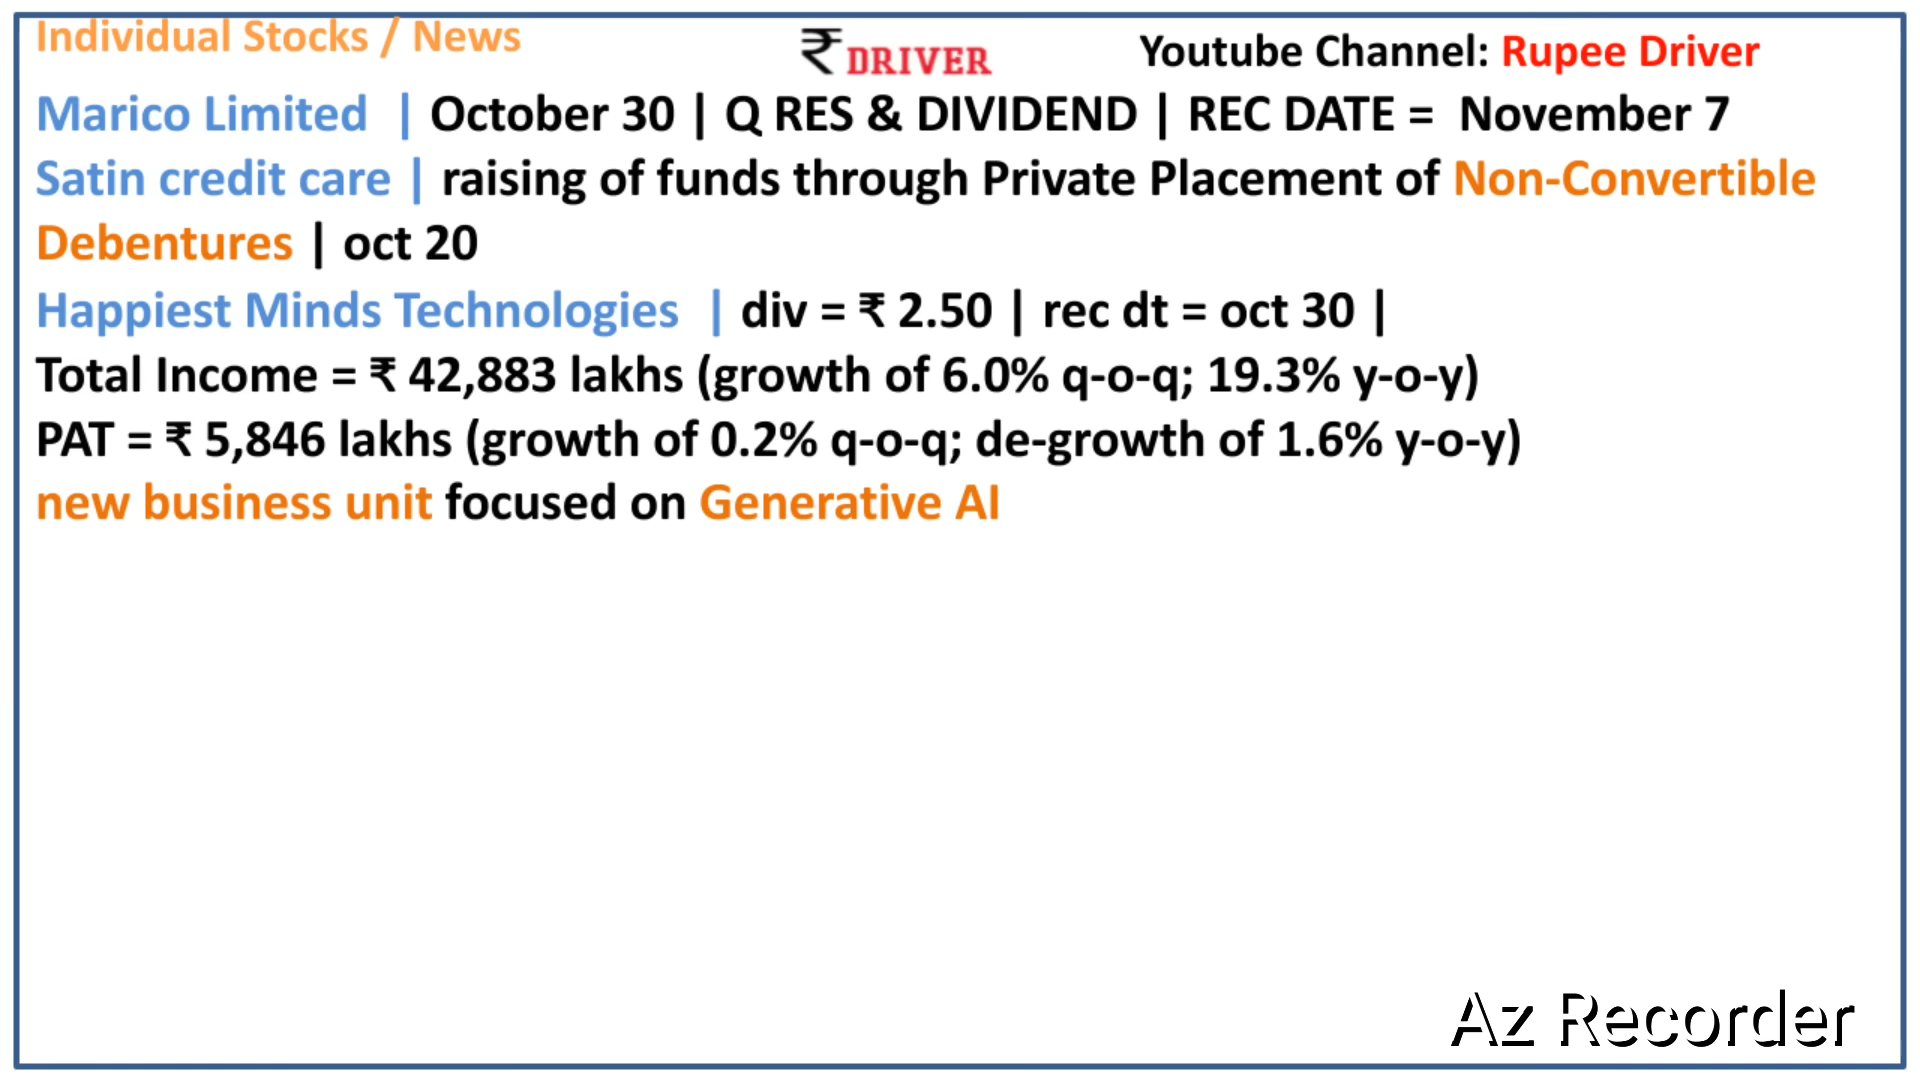 Individual Stocks / News
₹ DRIVER
Youtube Channel: Rupee Driver
Marico Limited | October 30 | Q RES & DIVIDEND | REC DATE = November 7
Satin credit care | raising of funds through Private Placement of Non-Convertible
Debentures | oct 20
Happiest Minds Technologies | div = ₹ 2.50 | rec dt = oct 30 |
Total Income = ₹ 42,883 lakhs (growth of 6.0% q-o-q; 19.3% y-o-y)
PAT = ₹ 5,846 lakhs (growth of 0.2% q-o-q; de-growth of 1.6% y-o-y)
new business unit focused on Generative AI
Az Recorder